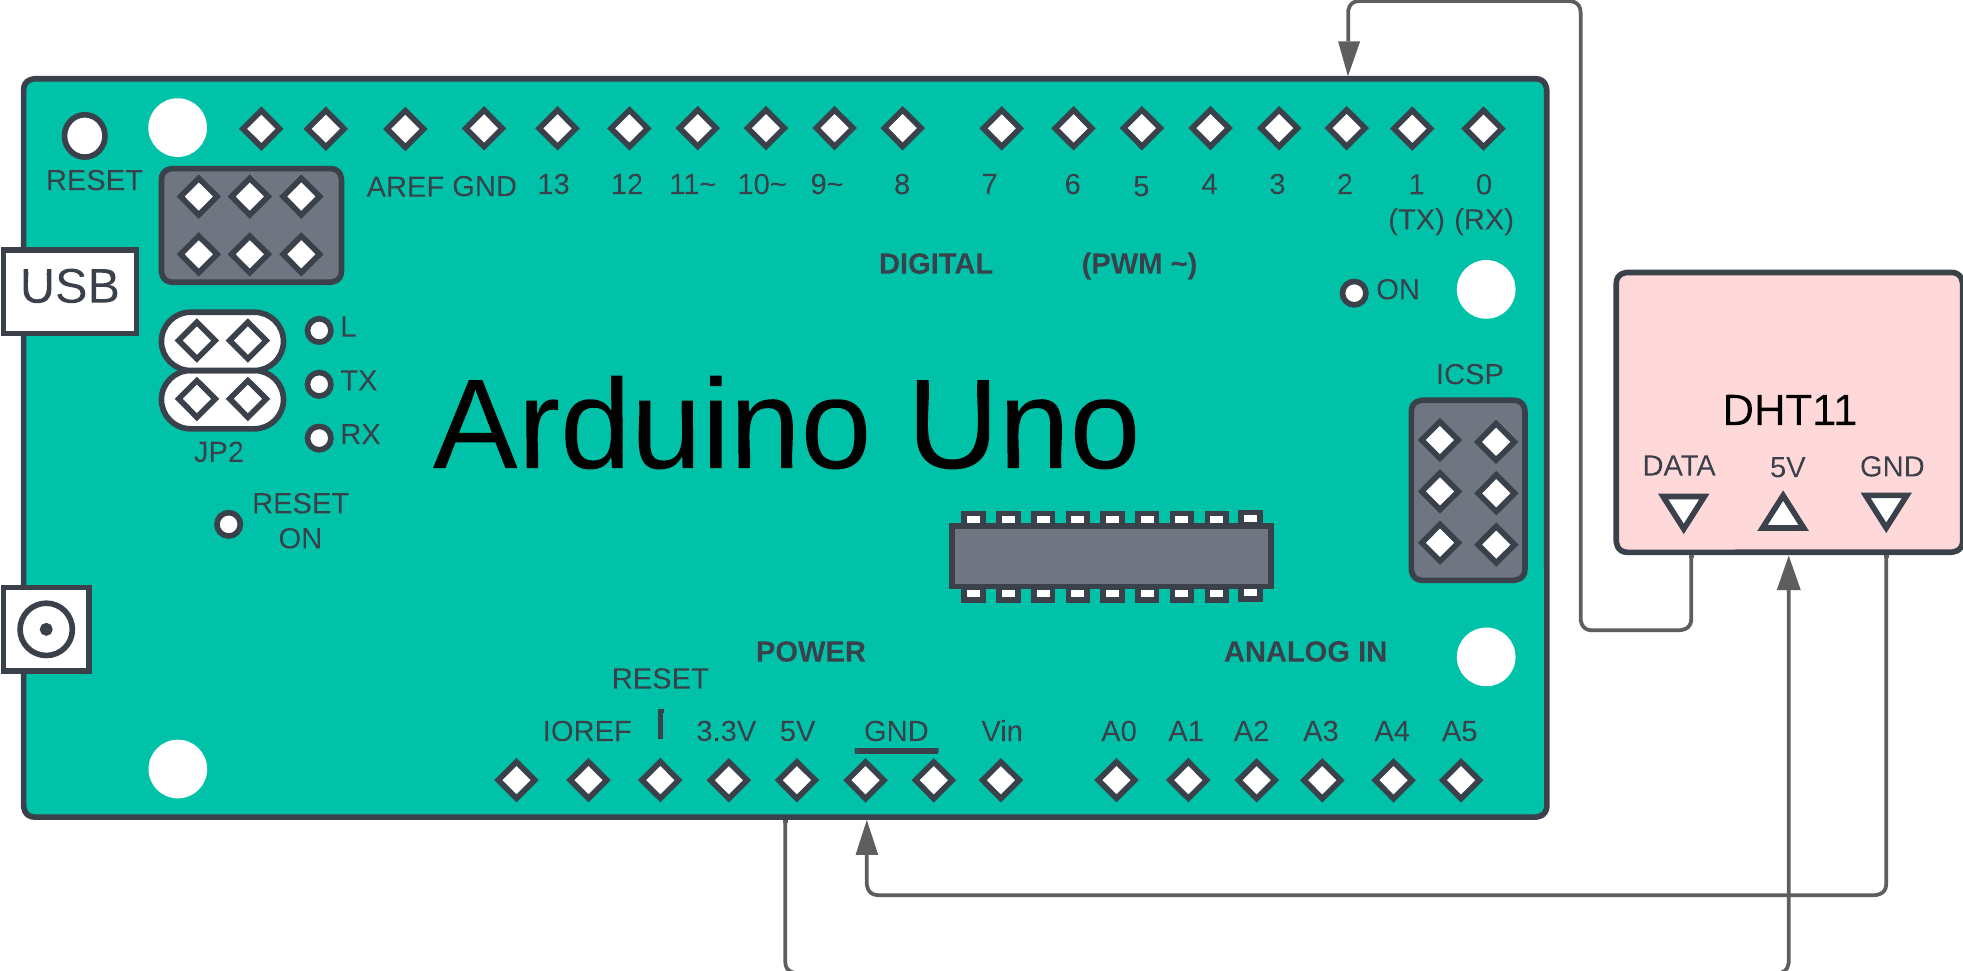 RESET
AREF GND 13 12 11~ 10~ 9~ 8 7 6 5 4 3 2 1 0
(TX) (RX)
DIGITAL (PWM ~)
USB
ON
L
TX
RX
JP2
ICSP
Arduino Uno
DHT11
DATA 5V GND
RESET
ON
POWER
ANALOG IN
RESET
IOREF 3.3V 5V GND Vin A0 A1 A2 A3 A4 A5